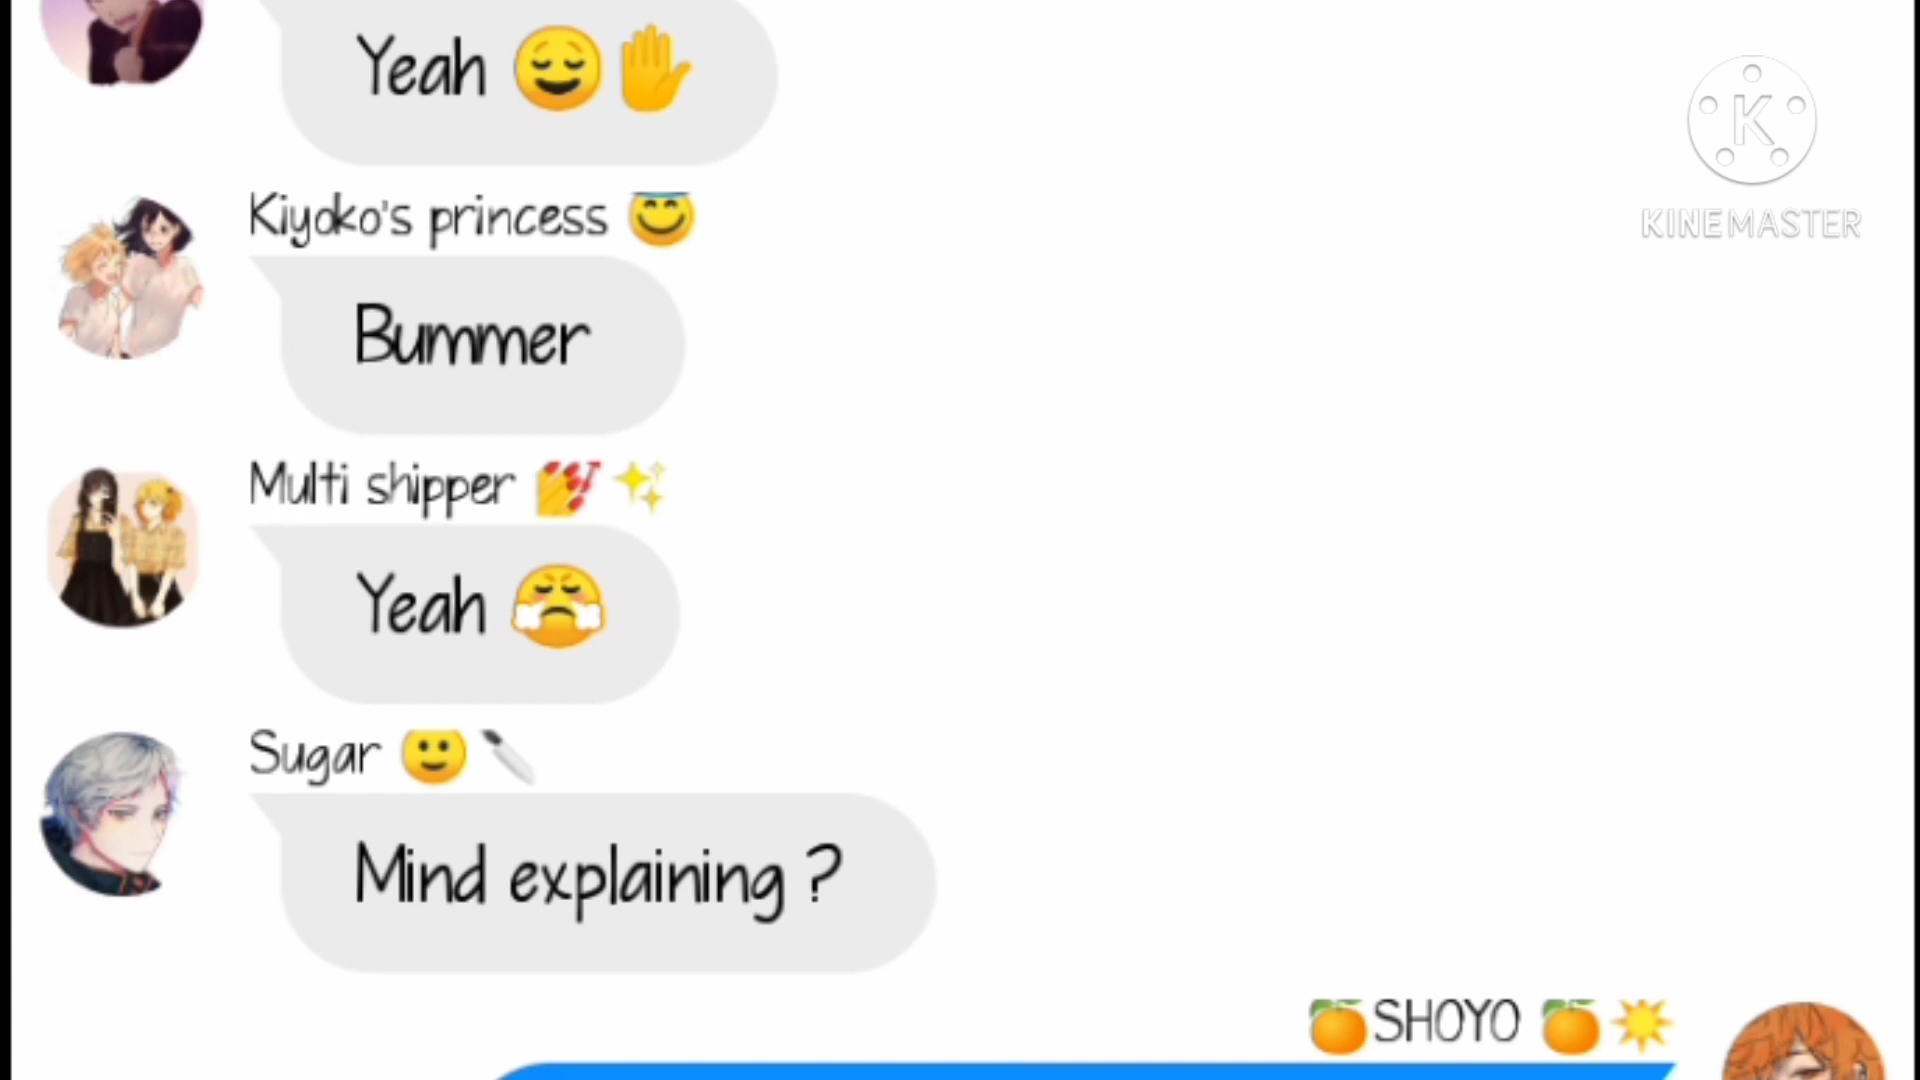 Yeah 😌✋
K
KINEMASTER
Kiyoko's princess 😇
Bummer
Multi shipper 💅✨
Yeah 😤
Sugar 🙂🔪
Mind explaining ?
🍊SHOYO 🍊☀️